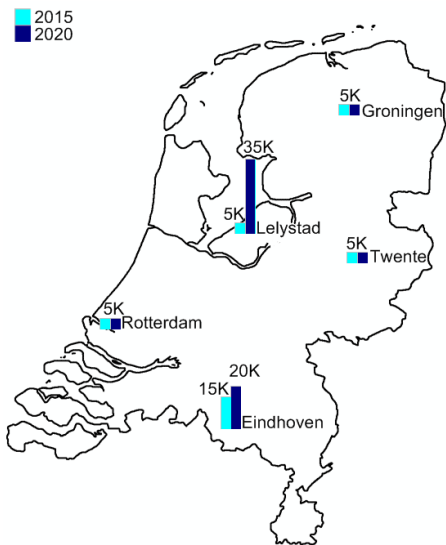 2015
2020
5K
Groningen
35K
5K
Lelystad
5K
Twente
5K
Rotterdam
20K
15K
Eindhoven